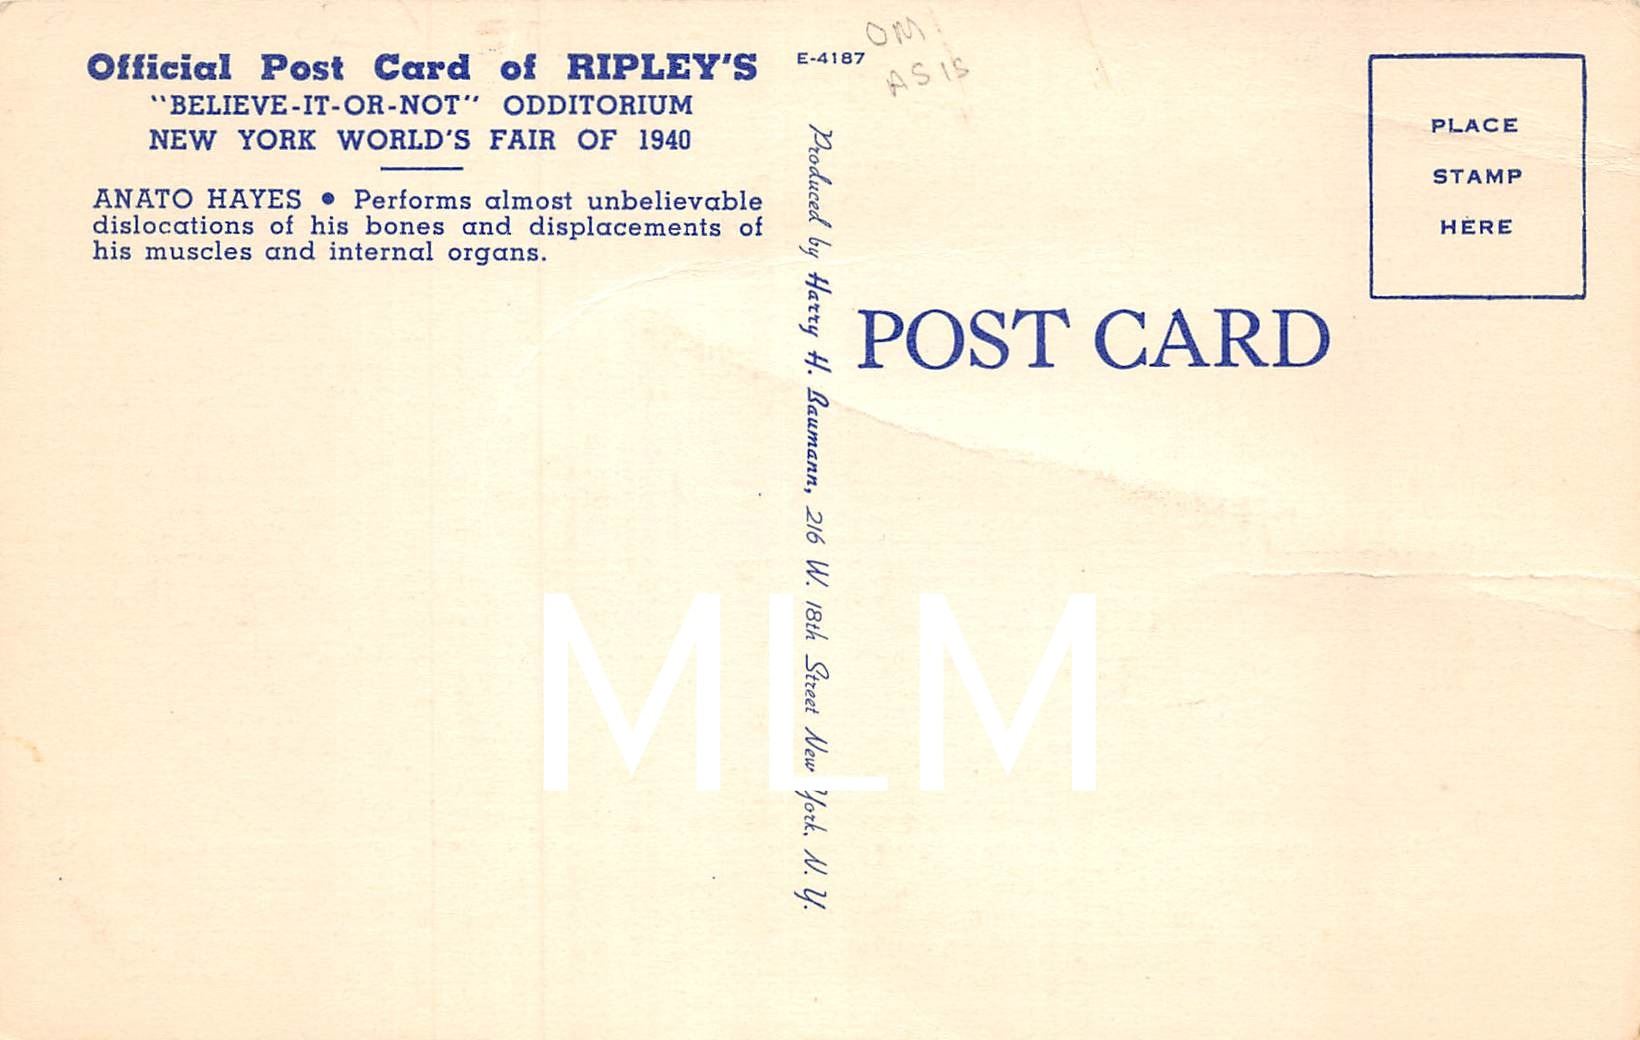 Official Post Card of RIPLEY'S
"BELIEVE-IT-OR-NOT" ODDITORIUM
NEW YORK WORLD'S FAIR OF 1940
ANATO HAYES • Performs almost unbelievable
dislocations of his bones and displacements of
his muscles and internal organs.
E-4187
OM
AS IS
Produced by Harry H. Baumann, 216 W. 18th Street New York, N. Y.
POST CARD
PLACE
STAMP
HERE
MLM